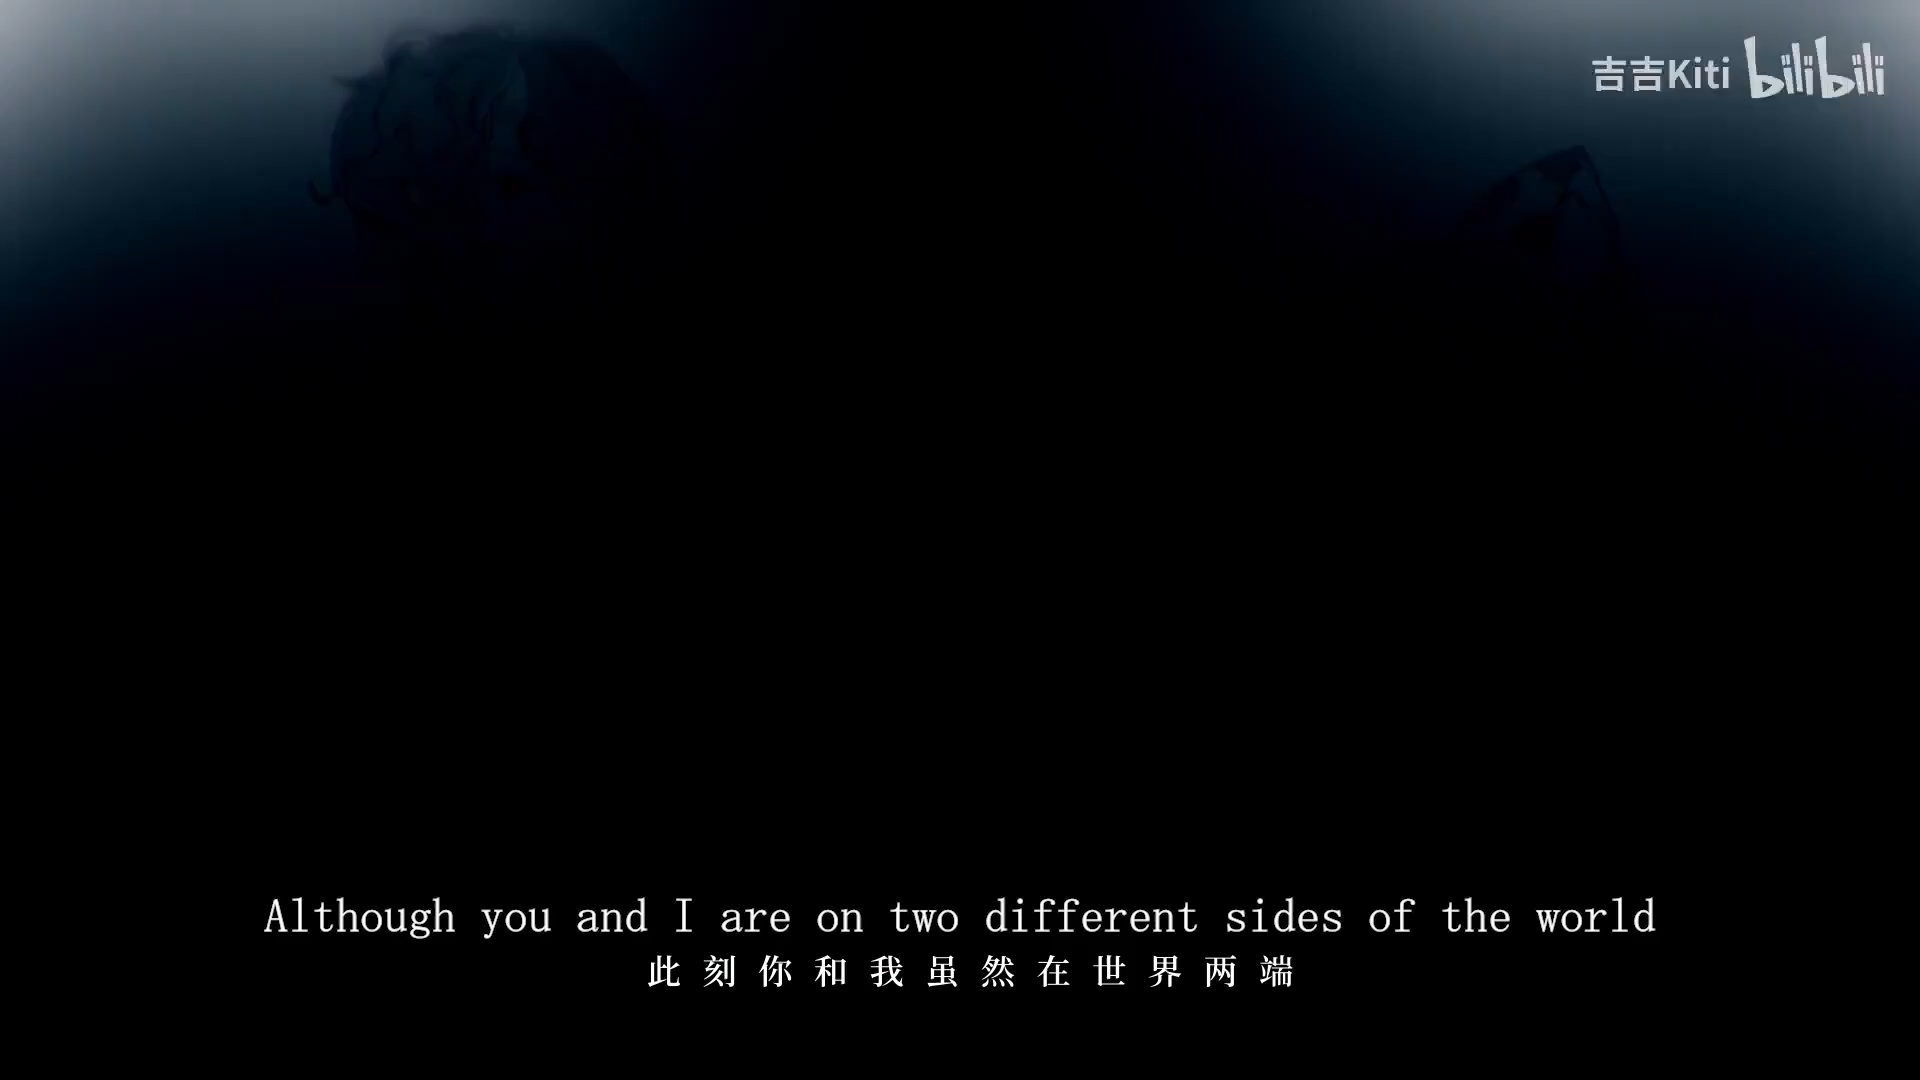 吉吉Kiti bilibili
Although you and I are on two different sides of the world
此刻你和我虽然在世界两端